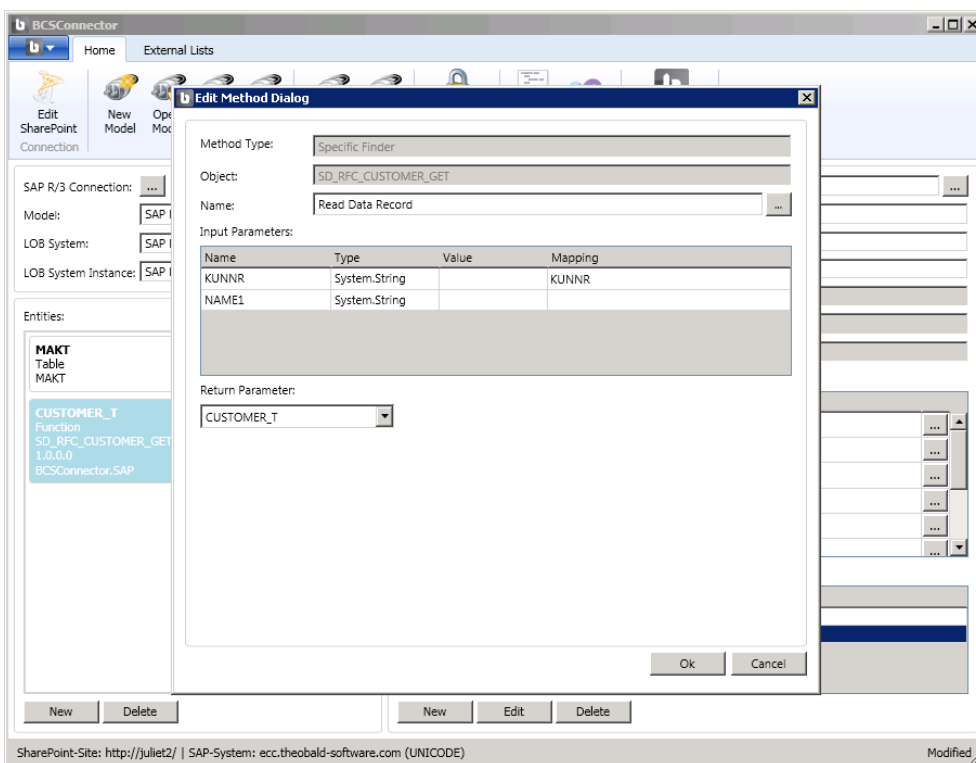 BCSConnector
Home External Lists
Edit SharePoint
New Model
Connection
Edit Method Dialog
Method Type: Specific Finder
Object: SD_RFC_CUSTOMER_GET
Name: Read Data Record ...
Input Parameters:
Name Type Value Mapping
KUNNR System.String KUNNR
NAME1 System.String
Return Parameter:
CUSTOMER_T
Ok Cancel
SAP R/3 Connection: ... ...
Model: SAP
LOB System: SAP
LOB System Instance: SAP
Entities:
MAKT
Table
MAKT
CUSTOMER_T
Function
SD_RFC_CUSTOMER_GET
1.0.0.0
BCSConnector.SAP
...
...
...
...
...
...
New Delete New Edit Delete
SharePoint-Site: http://juliet2/ | SAP-System: ecc.theobald-software.com (UNICODE) Modified